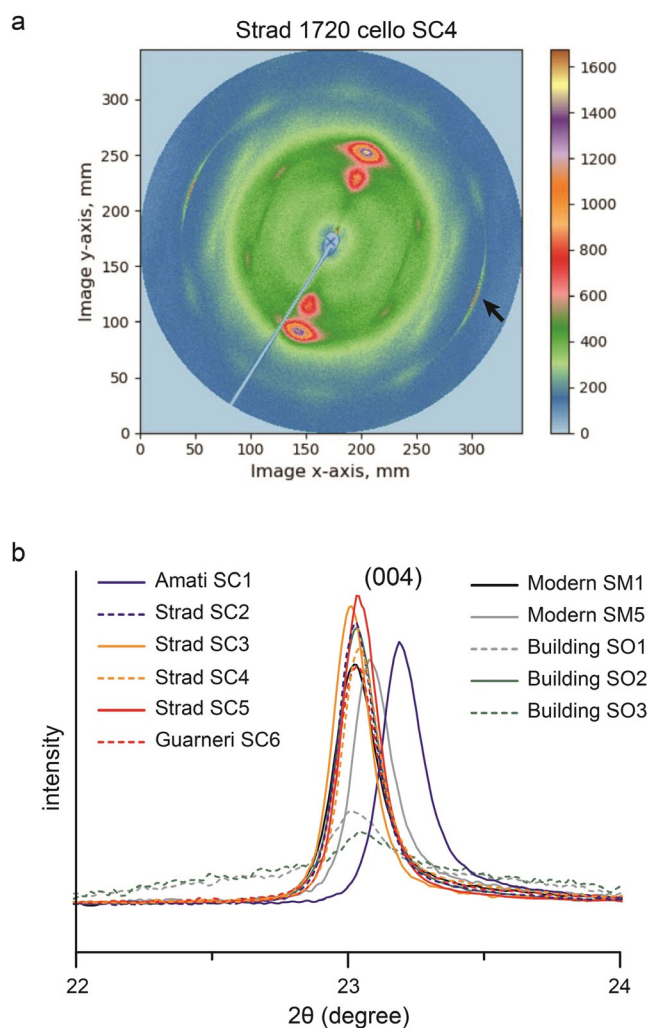 a
Strad 1720 cello SC4
Image y-axis, mm
300
250
200
150
100
50
0
0 50 100 150 200 250 300
Image x-axis, mm
1600
1400
1200
1000
800
600
400
200
0
b
(004)
Amati SC1
Strad SC2
Strad SC3
Strad SC4
Strad SC5
Guarneri SC6
Modern SM1
Modern SM5
Building SO1
Building SO2
Building SO3
intensity
22 23 24
2θ (degree)